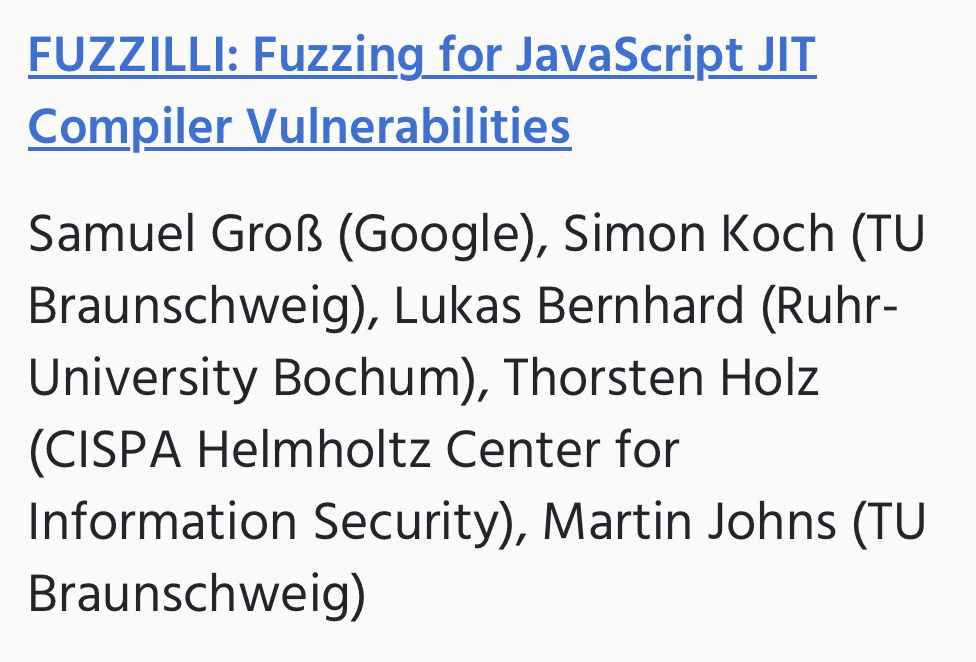 FUZZILLI: Fuzzing for JavaScript JIT
Compiler Vulnerabilities
Samuel Groß (Google), Simon Koch (TU
Braunschweig), Lukas Bernhard (Ruhr-
University Bochum), Thorsten Holz
(CISPA Helmholtz Center for
Information Security), Martin Johns (TU
Braunschweig)